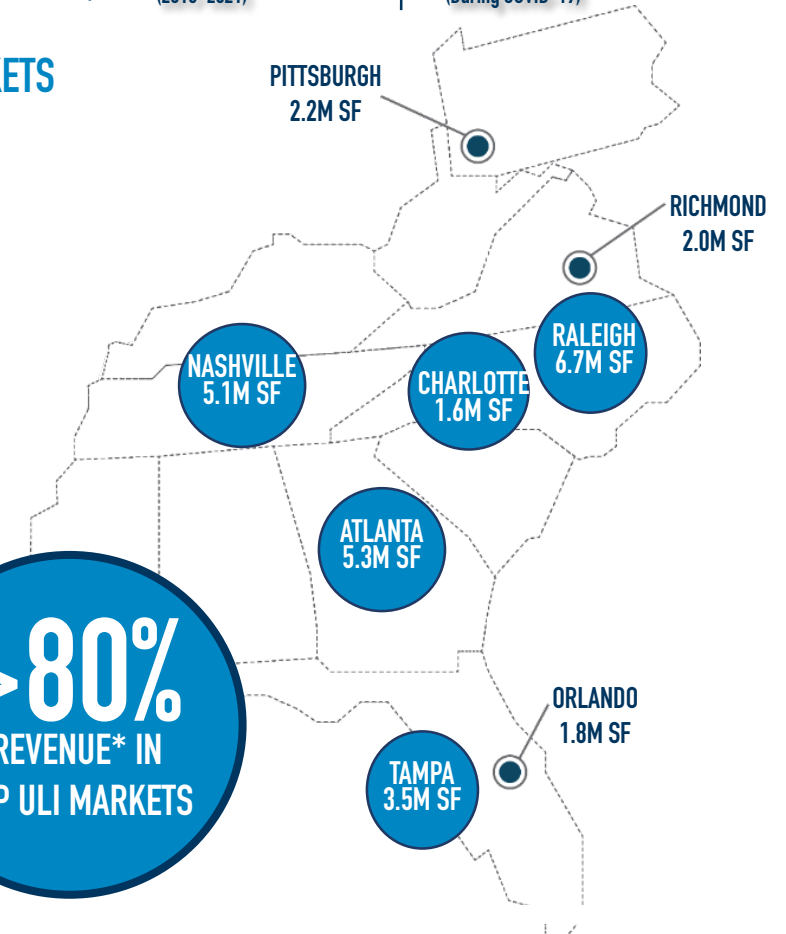 PITTSBURGH
2.2M SF
RICHMOND
2.0M SF
RALEIGH
6.7M SF
NASHVILLE
5.1M SF
CHARLOTTE
1.6M SF
ATLANTA
5.3M SF
>80%
REVENUE* IN
ULI MARKETS
ORLANDO
1.8M SF
TAMPA
3.5M SF